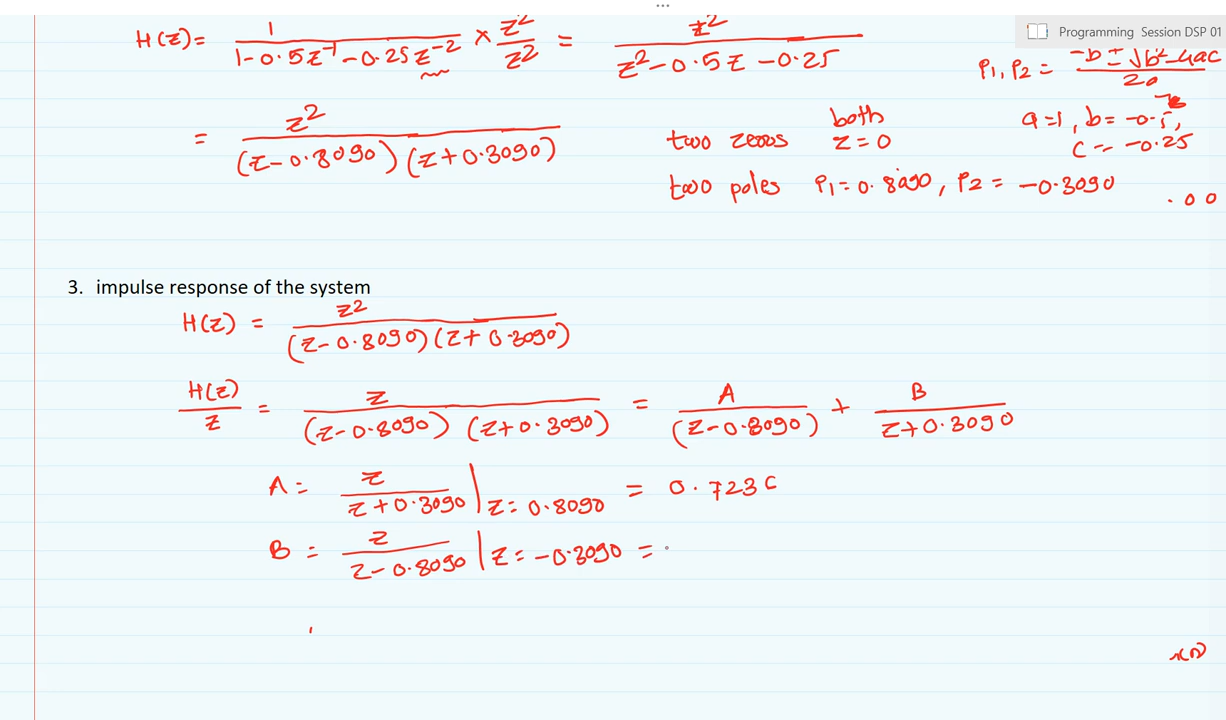 Programming Session DSP 01
H(z) = 1 / (1-0.5z^-1 - 0.25z^-2) × z^2/z^2 = z^2 / (z^2-0.5z-0.25)
P1, P2 = (-b ± √(b^2-4ac)) / 2a
a=1, b= -0.5,
c = -0.25
= z^2 / ((z-0.8090)(z+0.3090))
two zeros both z=0
two poles P1=0.8090, P2 = -0.3090
3. impulse response of the system
H(z) = z^2 / ((z-0.8090)(z+0.3090))
H(z)/z = z / ((z-0.8090)(z+0.3090)) = A/(z-0.8090) + B/(z+0.3090)
A = z/(z+0.3090) | z=0.8090 = 0.723
B = z/(z-0.8090) | z=-0.3090 =
x(n)